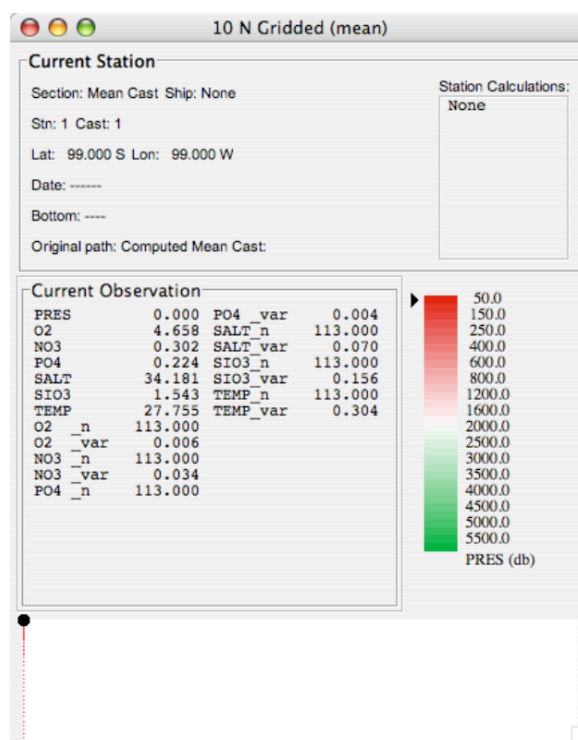 10 N Gridded (mean)
Current Station
Section: Mean Cast Ship: None
Stn: 1 Cast: 1
Lat: 99.000 S Lon: 99.000 W
Date: ------
Bottom: ----
Original path: Computed Mean Cast:
Station Calculations:
None
Current Observation
PRES 0.000 PO4 _var 0.004
O2 4.658 SALT_n 113.000
NO3 0.302 SALT_var 0.070
PO4 0.224 SIO3_n 113.000
SALT 34.181 SIO3_var 0.156
SIO3 1.543 TEMP_n 113.000
TEMP 27.755 TEMP_var 0.304
O2 _n 113.000
O2 _var 0.006
NO3 _n 113.000
NO3 _var 0.034
PO4 _n 113.000
50.0
150.0
250.0
400.0
600.0
800.0
1200.0
1600.0
2000.0
2500.0
3000.0
3500.0
4000.0
4500.0
5000.0
5500.0
PRES (db)